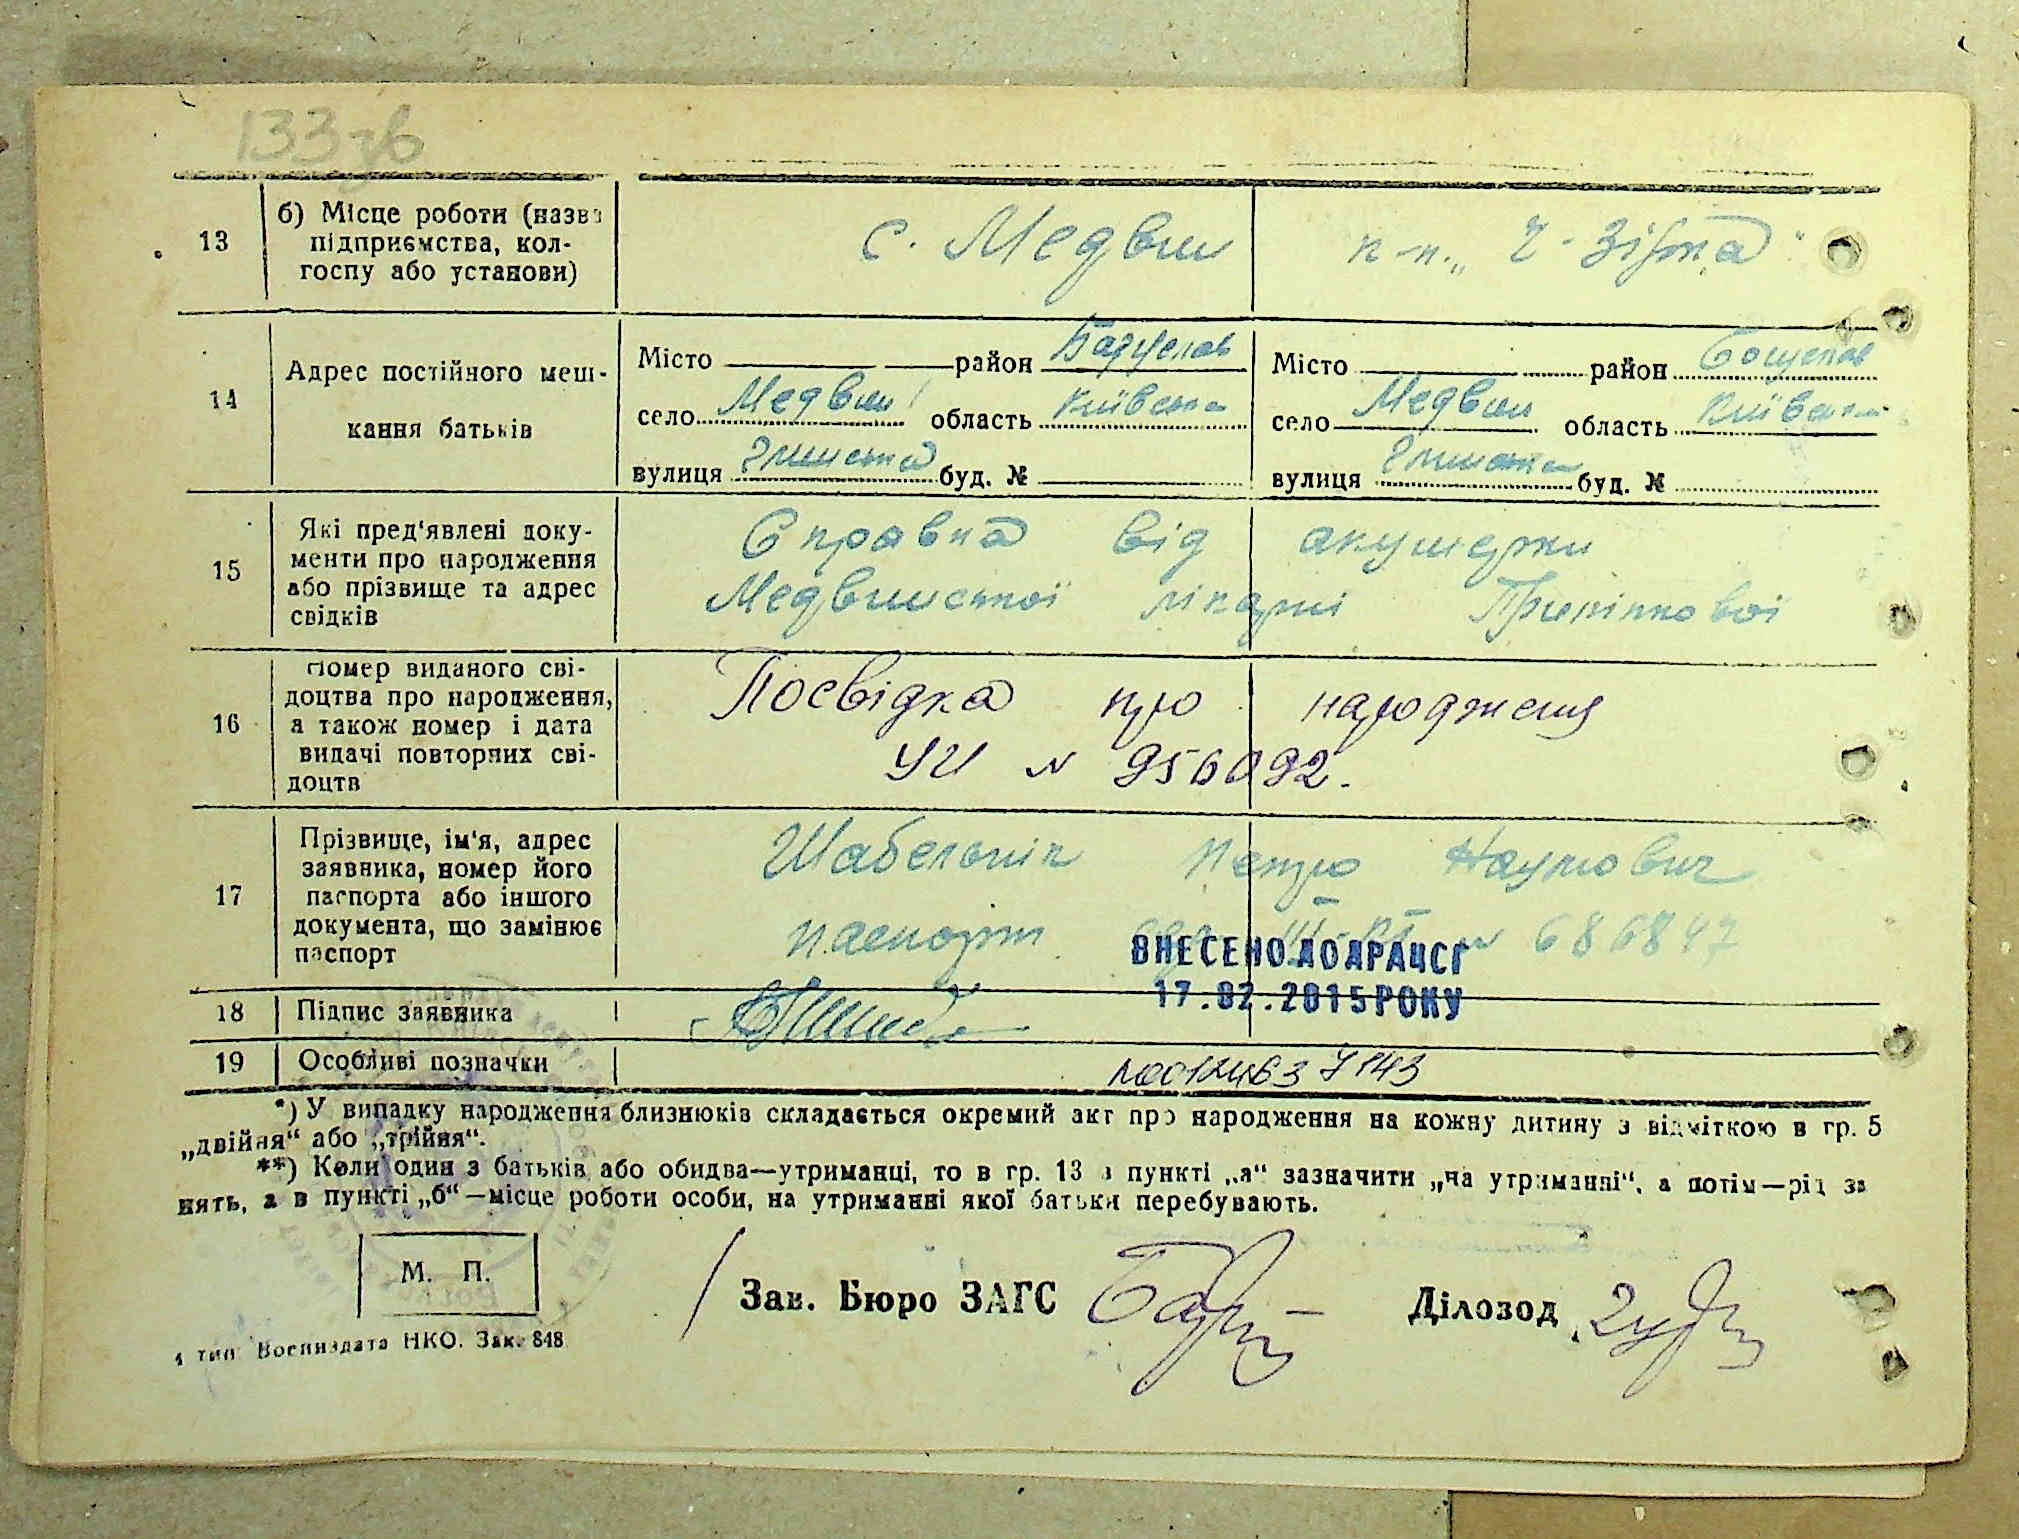 133 зв
13
б) Місце роботи (назва
підприємства, кол-
госпу або установи)
с. Медвин
к-п. „Ч-Зірка"
14
Адрес постійного меш-
кання батьків
Місто район Богуслав
село Медвин область Київська
вулиця буд. №
Місто район Богуслав
село Медвин область Київська
вулиця буд. №
15
Які пред'явлені доку-
менти про народження
або прізвище та адрес
свідків
Справка від акушерки
Медвинської лікарні
16
Номер виданого сві-
доцтва про народження,
а також номер і дата
видачі повторних сві-
доцтв
Посвідка про народження
УИ № 956092.
17
Прізвище, ім'я, адрес
заявника, номер його
паспорта або іншого
документа, що замінює
паспорт
Шабельнік Петро Наумович
паспорт № 686847
ВНЕСЕНО ДО ДРАЦСГ
17.02.2015 РОКУ
18
Підпис заявника
19
Особливі позначки
00012463 7143
*) У випадку народження близнюків складається окремий акт про народження на кожну дитину з відміткою в гр. 5
„двійня" або „трійня".
**) Коли один з батьків або обидва—утриманці, то в гр. 13 в пункті „а" зазначити „на утриманні", а потім—рід за
нять, а в пункті „б"—місце роботи особи, на утриманні якої батьки перебувають.
М. П.
Зав. Бюро ЗАГС
Діловод
1 тип Воениздата НКО. Зак. 848